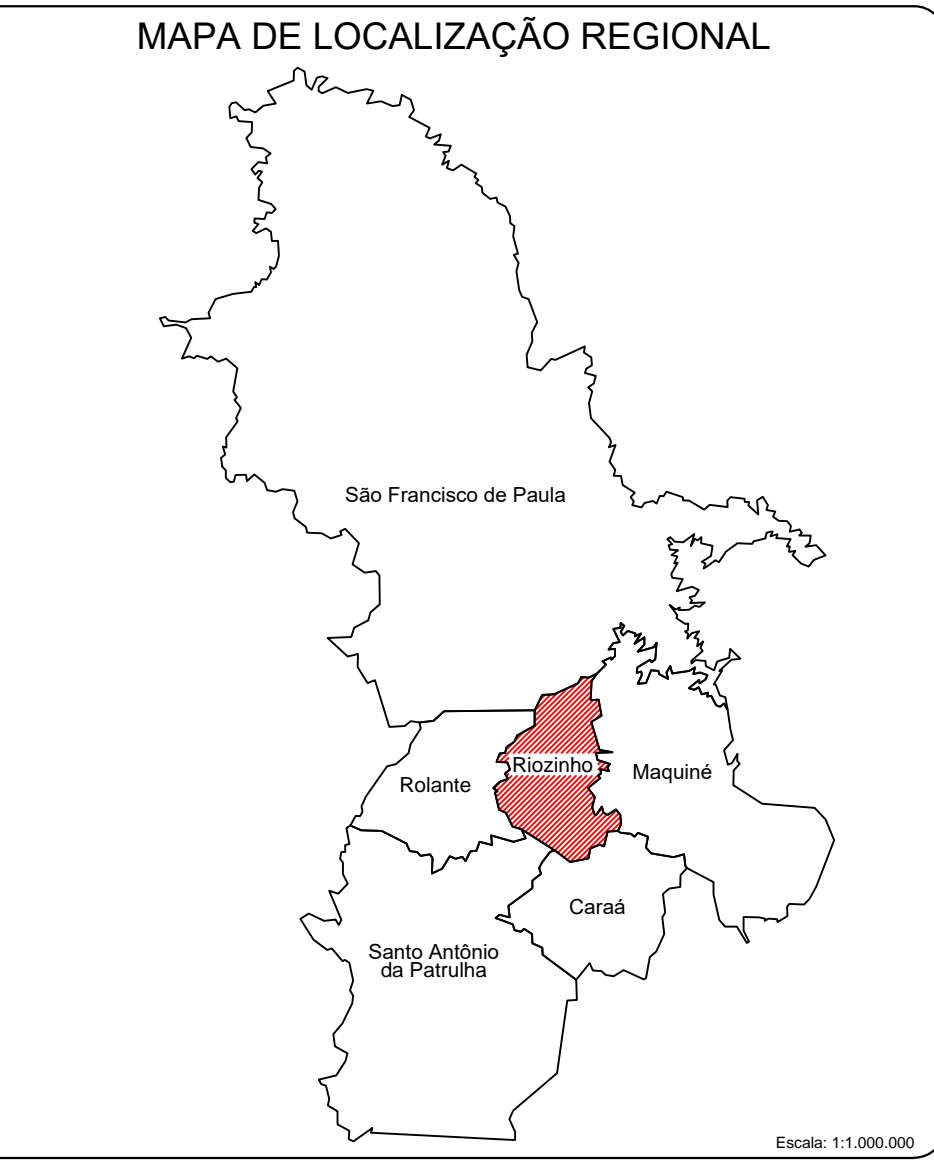 MAPA DE LOCALIZAÇÃO REGIONAL
São Francisco de Paula
Riozinho
Maquiné
Rolante
Caraá
Santo Antônio
da Patrulha
Escala: 1:1.000.000